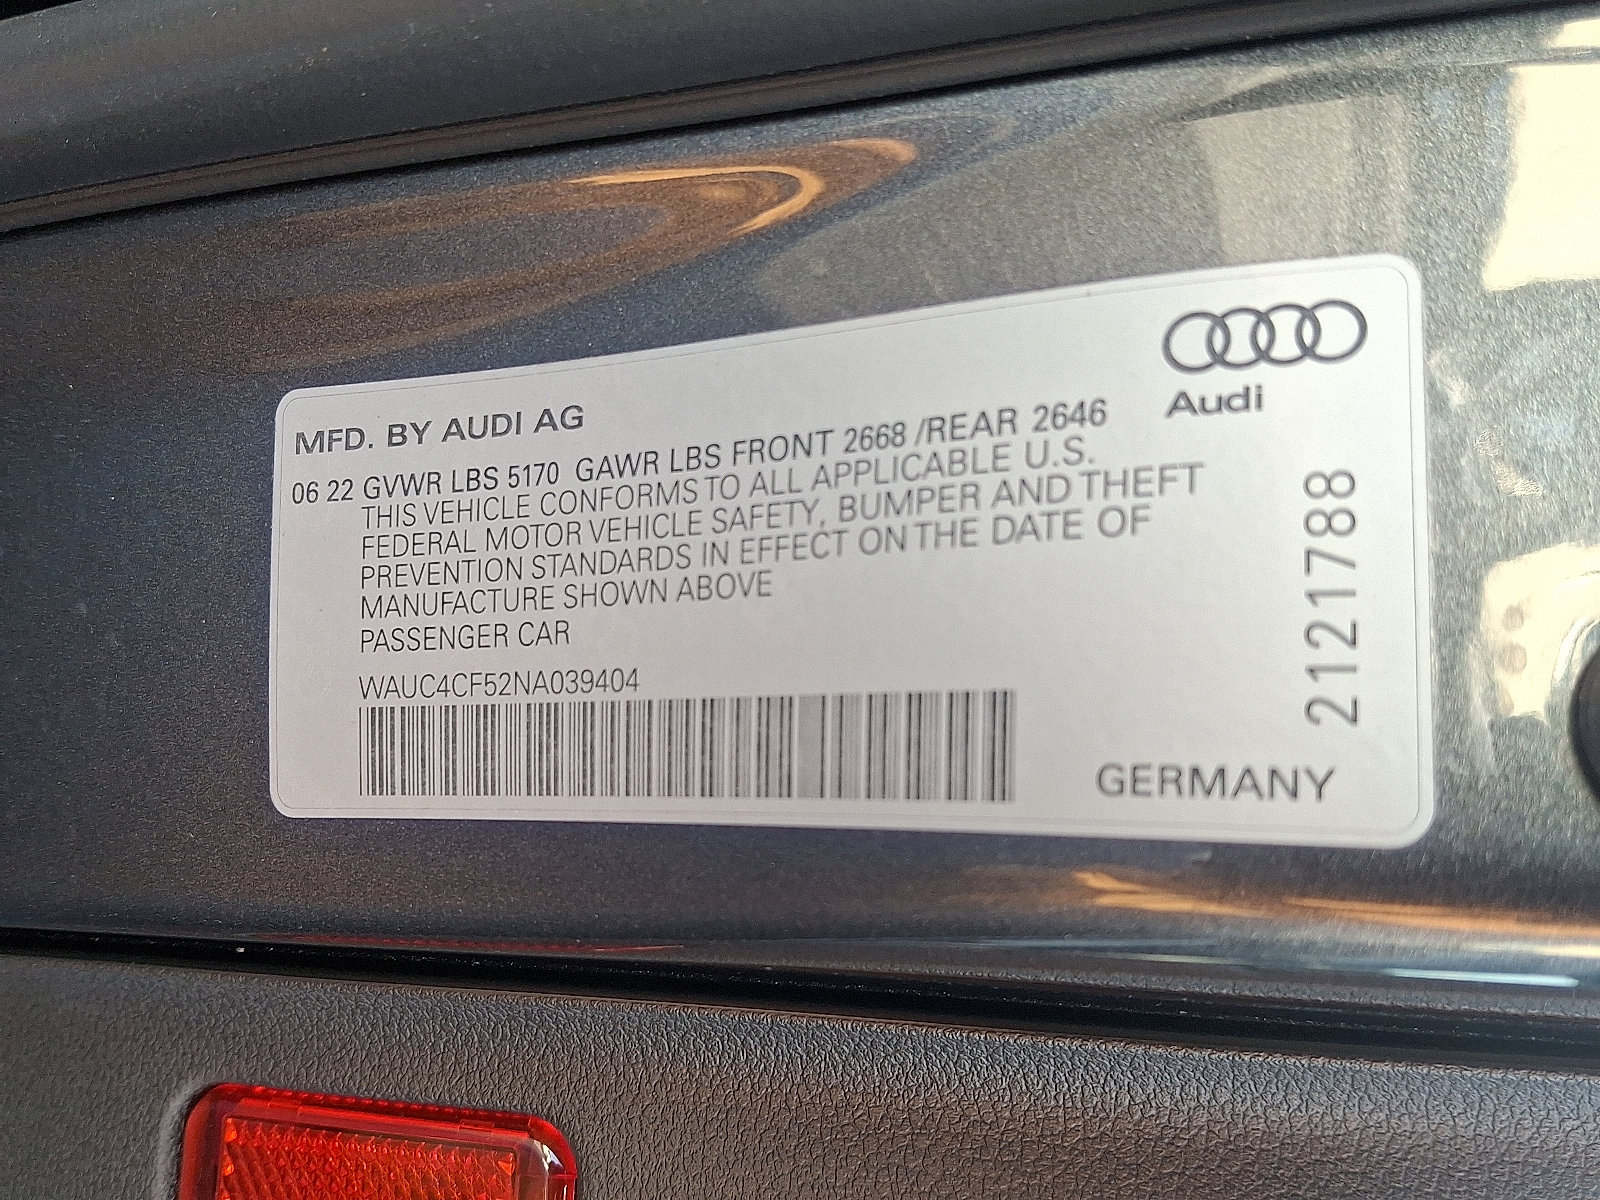 Audi
MFD. BY AUDI AG
06 22 GVWR LBS 5170 GAWR LBS FRONT 2668 /REAR 2646
THIS VEHICLE CONFORMS TO ALL APPLICABLE U.S.
FEDERAL MOTOR VEHICLE SAFETY, BUMPER AND THEFT
PREVENTION STANDARDS IN EFFECT ON THE DATE OF
MANUFACTURE SHOWN ABOVE
PASSENGER CAR
WAUC4CF52NA039404
GERMANY
2121788